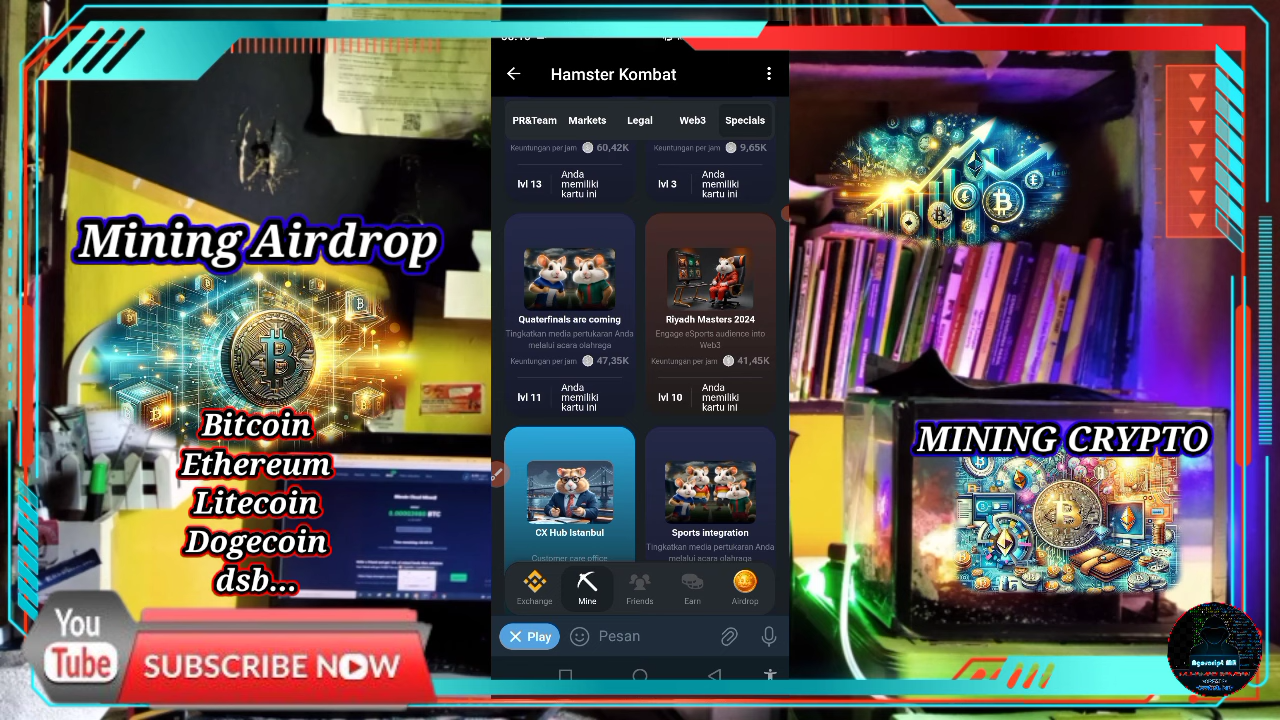 Hamster Kombat
PR&Team Markets Legal Web3 Specials
Keuntungan per jam 60,42K
Keuntungan per jam 9,65K
lvl 13
Anda
memiliki
kartu ini
lvl 3
Anda
memiliki
kartu ini
Quaterfinals are coming
Tingkatkan media pertukaran Anda
melalui acara olahraga
Keuntungan per jam 47,35K
lvl 11
Anda
memiliki
kartu ini
Riyadh Masters 2024
Engage eSports audience into
Web3
Keuntungan per jam 41,45K
lvl 10
Anda
memiliki
kartu ini
CX Hub Istanbul
Customer care office
Sports integration
Tingkatkan media pertukaran Anda
melalui acara olahraga
Exchange Mine Friends Earn Airdrop
Play
Pesan
Mining Airdrop
Bitcoin
Ethereum
Litecoin
Dogecoin
dsb...
You
Tube
SUBSCRIBE NOW
MINING CRYPTO